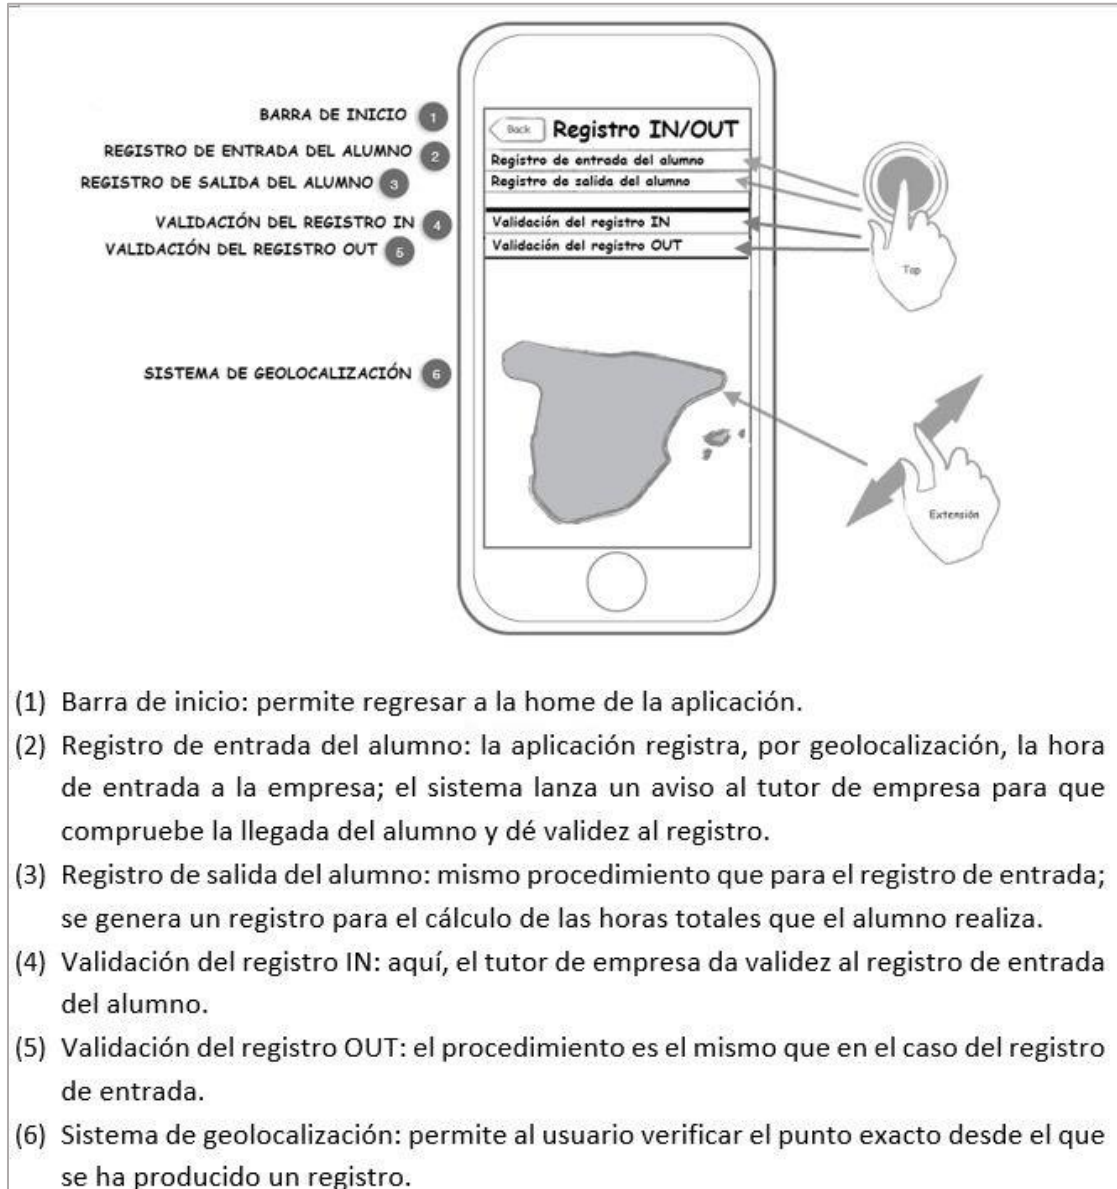 BARRA DE INICIO 1
REGISTRO DE ENTRADA DEL ALUMNO 2
REGISTRO DE SALIDA DEL ALUMNO 3
VALIDACIÓN DEL REGISTRO IN 4
VALIDACIÓN DEL REGISTRO OUT 5
SISTEMA DE GEOLOCALIZACIÓN 6
Back Registro IN/OUT
Registro de entrada del alumno
Registro de salida del alumno
Validación del registro IN
Validación del registro OUT
Tap
Extensión
(1) Barra de inicio: permite regresar a la home de la aplicación.
(2) Registro de entrada del alumno: la aplicación registra, por geolocalización, la hora
de entrada a la empresa; el sistema lanza un aviso al tutor de empresa para que
compruebe la llegada del alumno y dé validez al registro.
(3) Registro de salida del alumno: mismo procedimiento que para el registro de entrada;
se genera un registro para el cálculo de las horas totales que el alumno realiza.
(4) Validación del registro IN: aquí, el tutor de empresa da validez al registro de entrada
del alumno.
(5) Validación del registro OUT: el procedimiento es el mismo que en el caso del registro
de entrada.
(6) Sistema de geolocalización: permite al usuario verificar el punto exacto desde el que
se ha producido un registro.